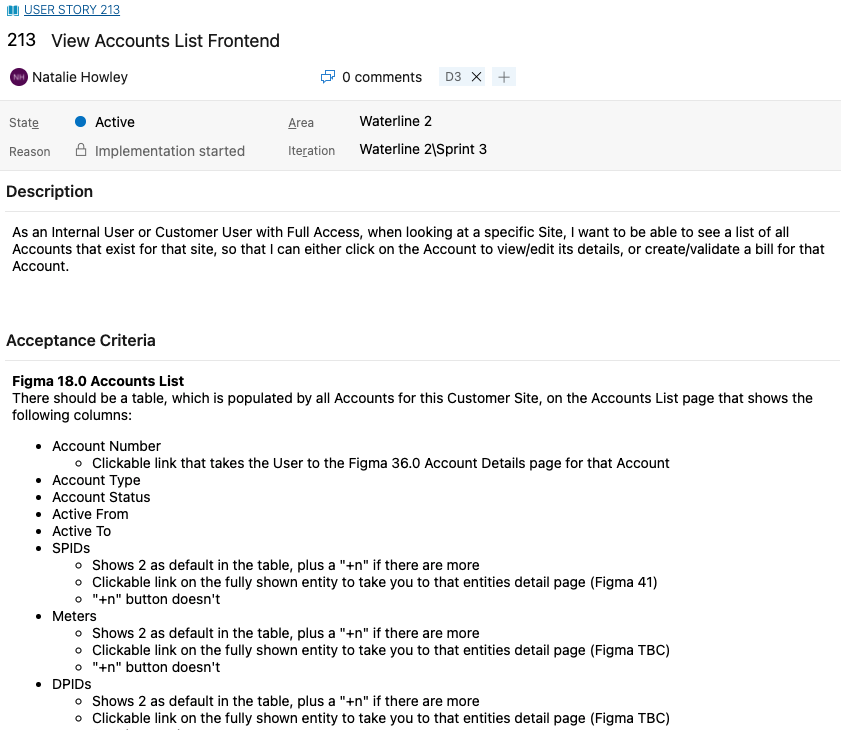 USER STORY 213
213 View Accounts List Frontend
NH Natalie Howley 0 comments D3
State Active Area Waterline 2
Reason Implementation started Iteration Waterline 2\Sprint 3
Description
As an Internal User or Customer User with Full Access, when looking at a specific Site, I want to be able to see a list of all
Accounts that exist for that site, so that I can either click on the Account to view/edit its details, or create/validate a bill for that
Account.
Acceptance Criteria
Figma 18.0 Accounts List
There should be a table, which is populated by all Accounts for this Customer Site, on the Accounts List page that shows the
following columns:
Account Number
Clickable link that takes the User to the Figma 36.0 Account Details page for that Account
Account Type
Account Status
Active From
Active To
SPIDs
Shows 2 as default in the table, plus a "+n" if there are more
Clickable link on the fully shown entity to take you to that entities detail page (Figma 41)
"+n" button doesn't
Meters
Shows 2 as default in the table, plus a "+n" if there are more
Clickable link on the fully shown entity to take you to that entities detail page (Figma TBC)
"+n" button doesn't
DPIDs
Shows 2 as default in the table, plus a "+n" if there are more
Clickable link on the fully shown entity to take you to that entities detail page (Figma TBC)